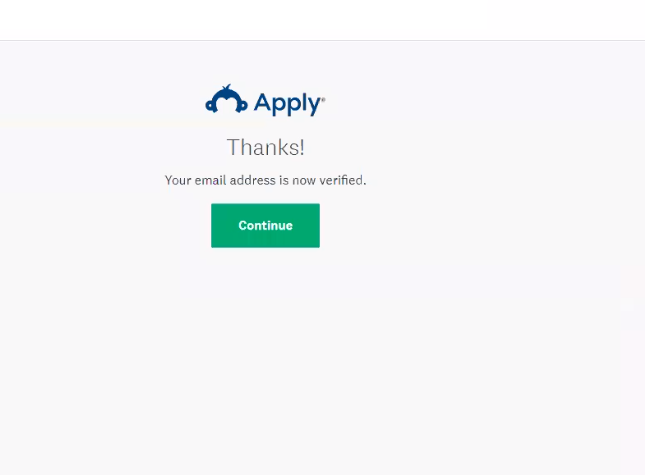 Apply®
Thanks!
Your email address is now verified.
Continue